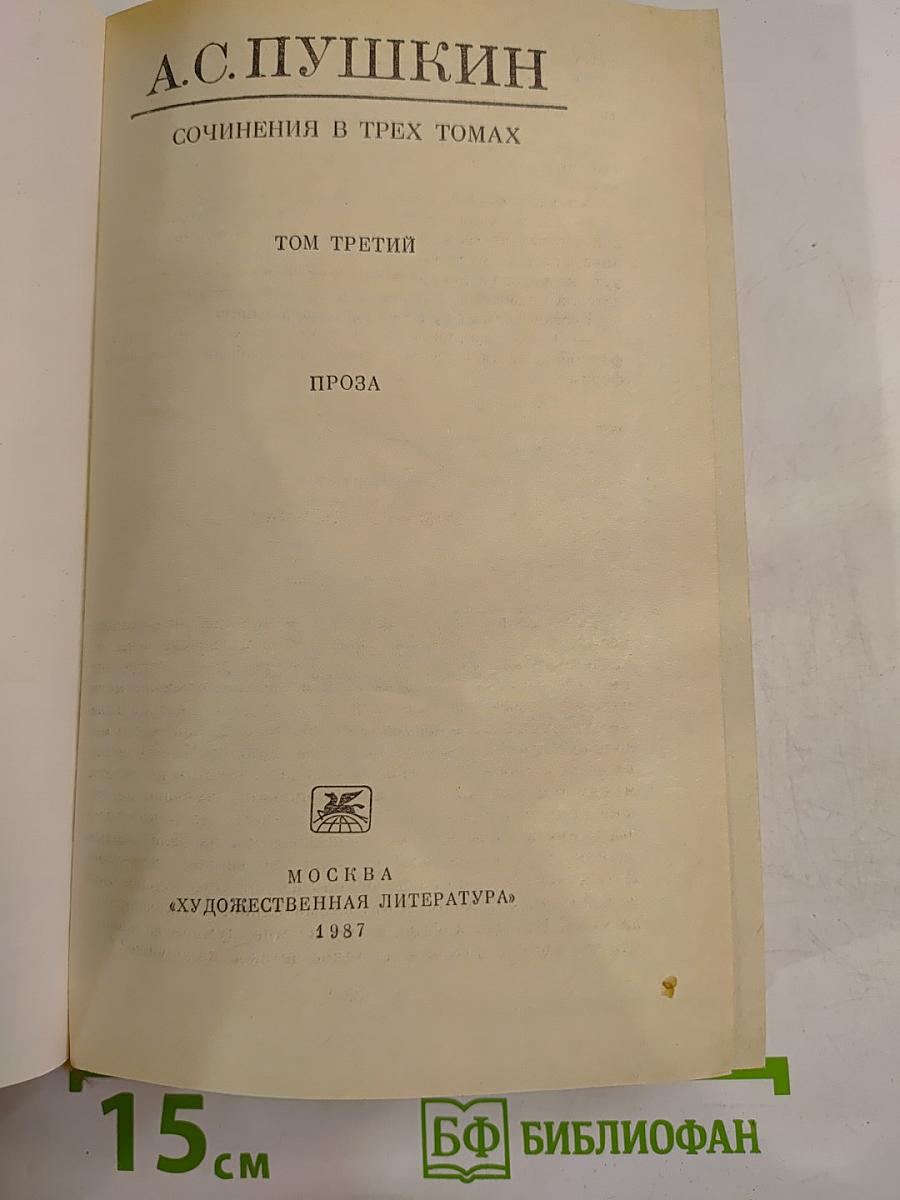 А.С.ПУШКИН
СОЧИНЕНИЯ В ТРЕХ ТОМАХ
ТОМ ТРЕТИЙ
ПРОЗА
МОСКВА
«ХУДОЖЕСТВЕННАЯ ЛИТЕРАТУРА»
1987
15 см
БФ БИБЛИОФАН